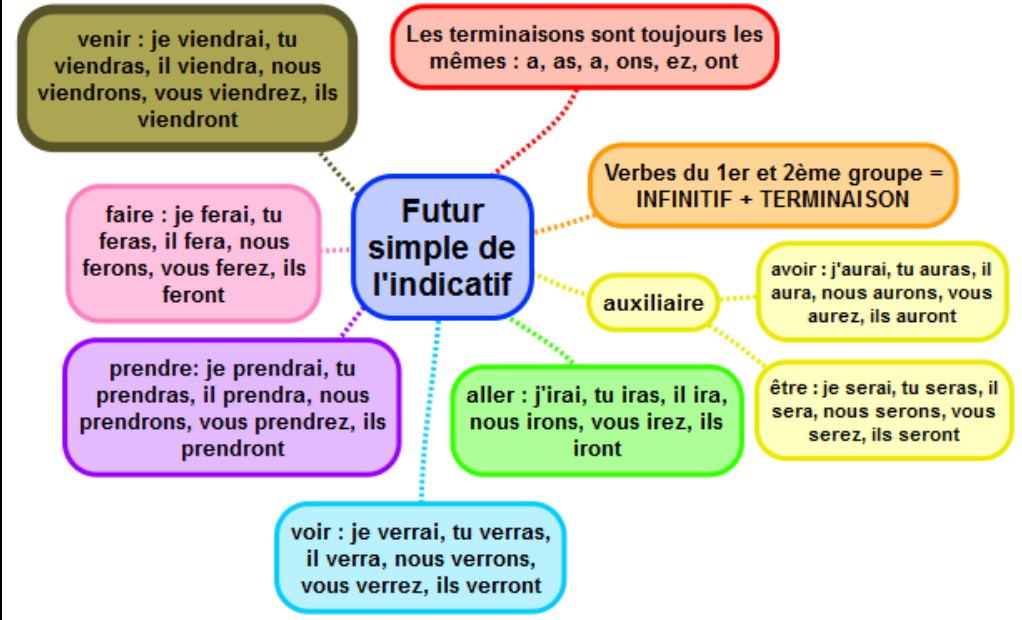 Futur
simple de
l'indicatif
Les terminaisons sont toujours les
mêmes : a, as, a, ons, ez, ont
Verbes du 1er et 2ème groupe =
INFINITIF + TERMINAISON
auxiliaire
avoir : j'aurai, tu auras, il
aura, nous aurons, vous
aurez, ils auront
être : je serai, tu seras, il
sera, nous serons, vous
serez, ils seront
aller : j'irai, tu iras, il ira,
nous irons, vous irez, ils
iront
voir : je verrai, tu verras,
il verra, nous verrons,
vous verrez, ils verront
prendre: je prendrai, tu
prendras, il prendra, nous
prendrons, vous prendrez, ils
prendront
faire : je ferai, tu
feras, il fera, nous
ferons, vous ferez, ils
feront
venir : je viendrai, tu
viendras, il viendra, nous
viendrons, vous viendrez, ils
viendront